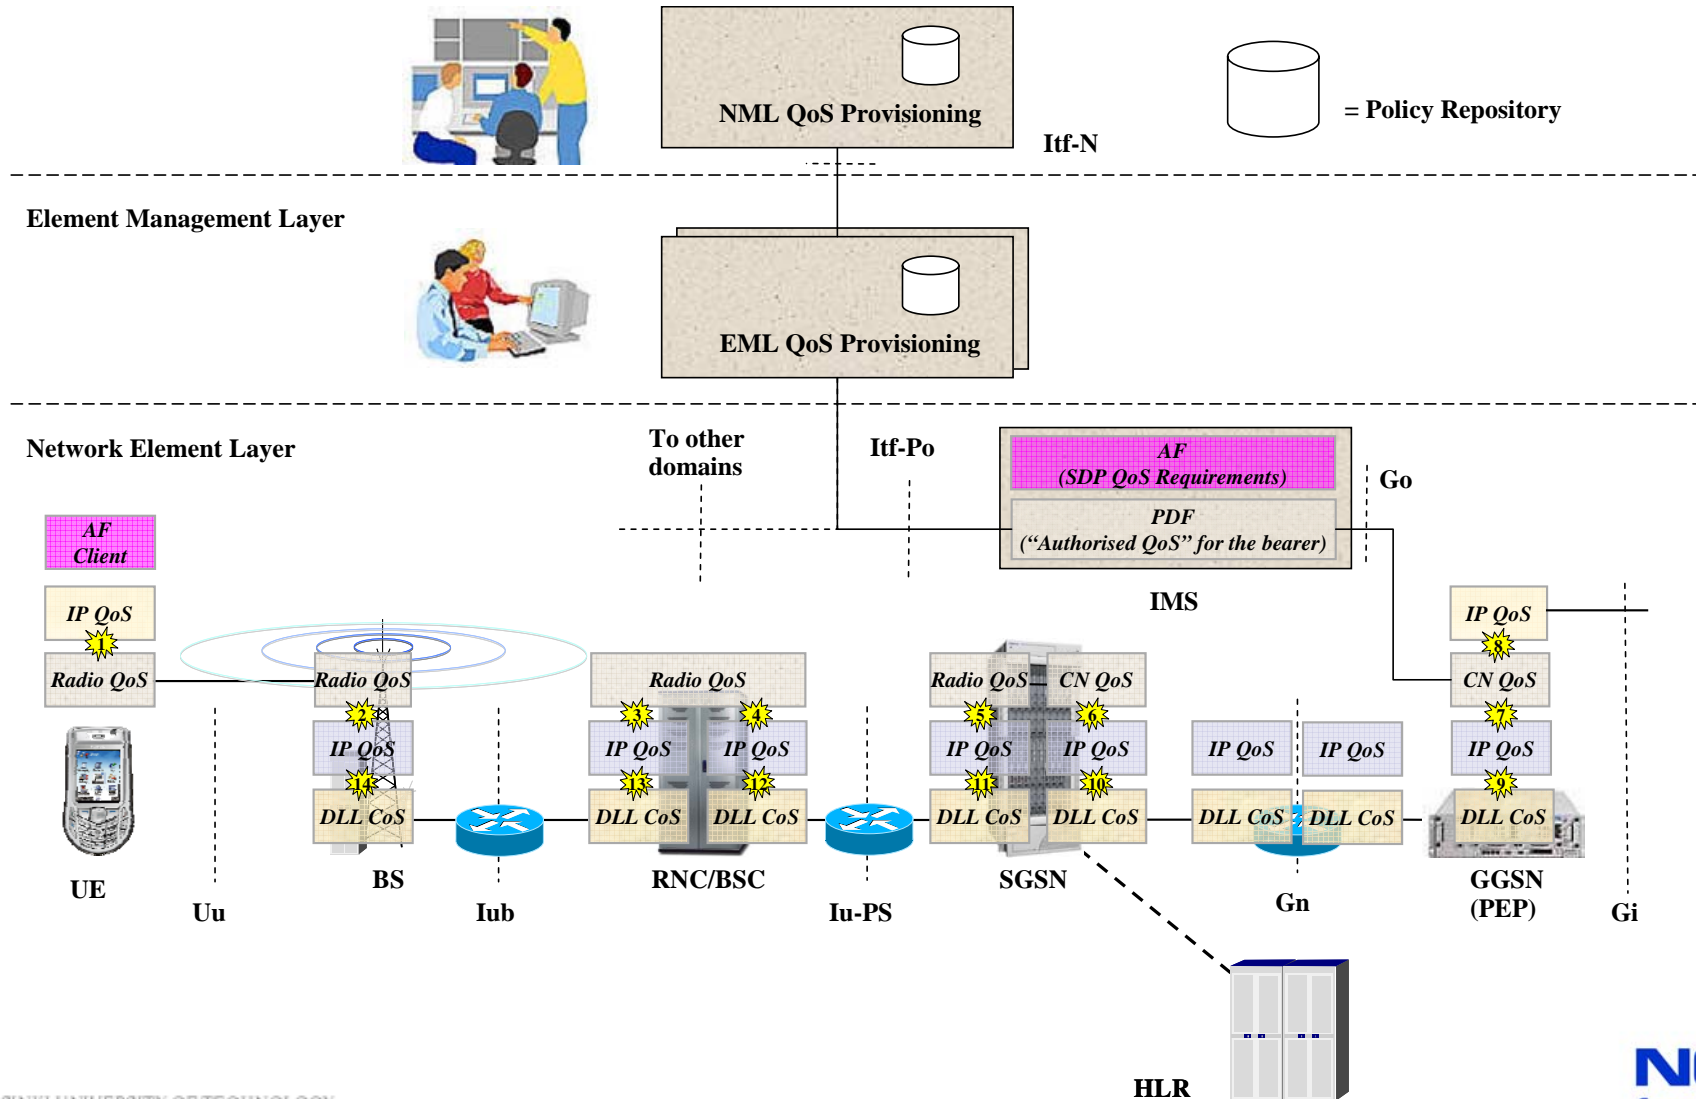 NML QoS Provisioning
= Policy Repository
Itf-N
Element Management Layer
EML QoS Provisioning
Network Element Layer
To other
domains
Itf-Po
AF
(SDP QoS Requirements)
Go
PDF
(“Authorised QoS” for the bearer)
IMS
AF
Client
IP QoS
1
Radio QoS
Radio QoS
2
IP QoS
14
DLL CoS
Radio QoS
3
4
IP QoS
IP QoS
13
12
DLL CoS
DLL CoS
Radio QoS
CN QoS
5
6
IP QoS
IP QoS
11
10
DLL CoS
DLL CoS
IP QoS
IP QoS
DLL CoS
DLL CoS
IP QoS
8
CN QoS
7
IP QoS
9
DLL CoS
UE
BS
RNC/BSC
SGSN
GGSN
(PEP)
Uu
Iub
Iu-PS
Gn
Gi
HLR